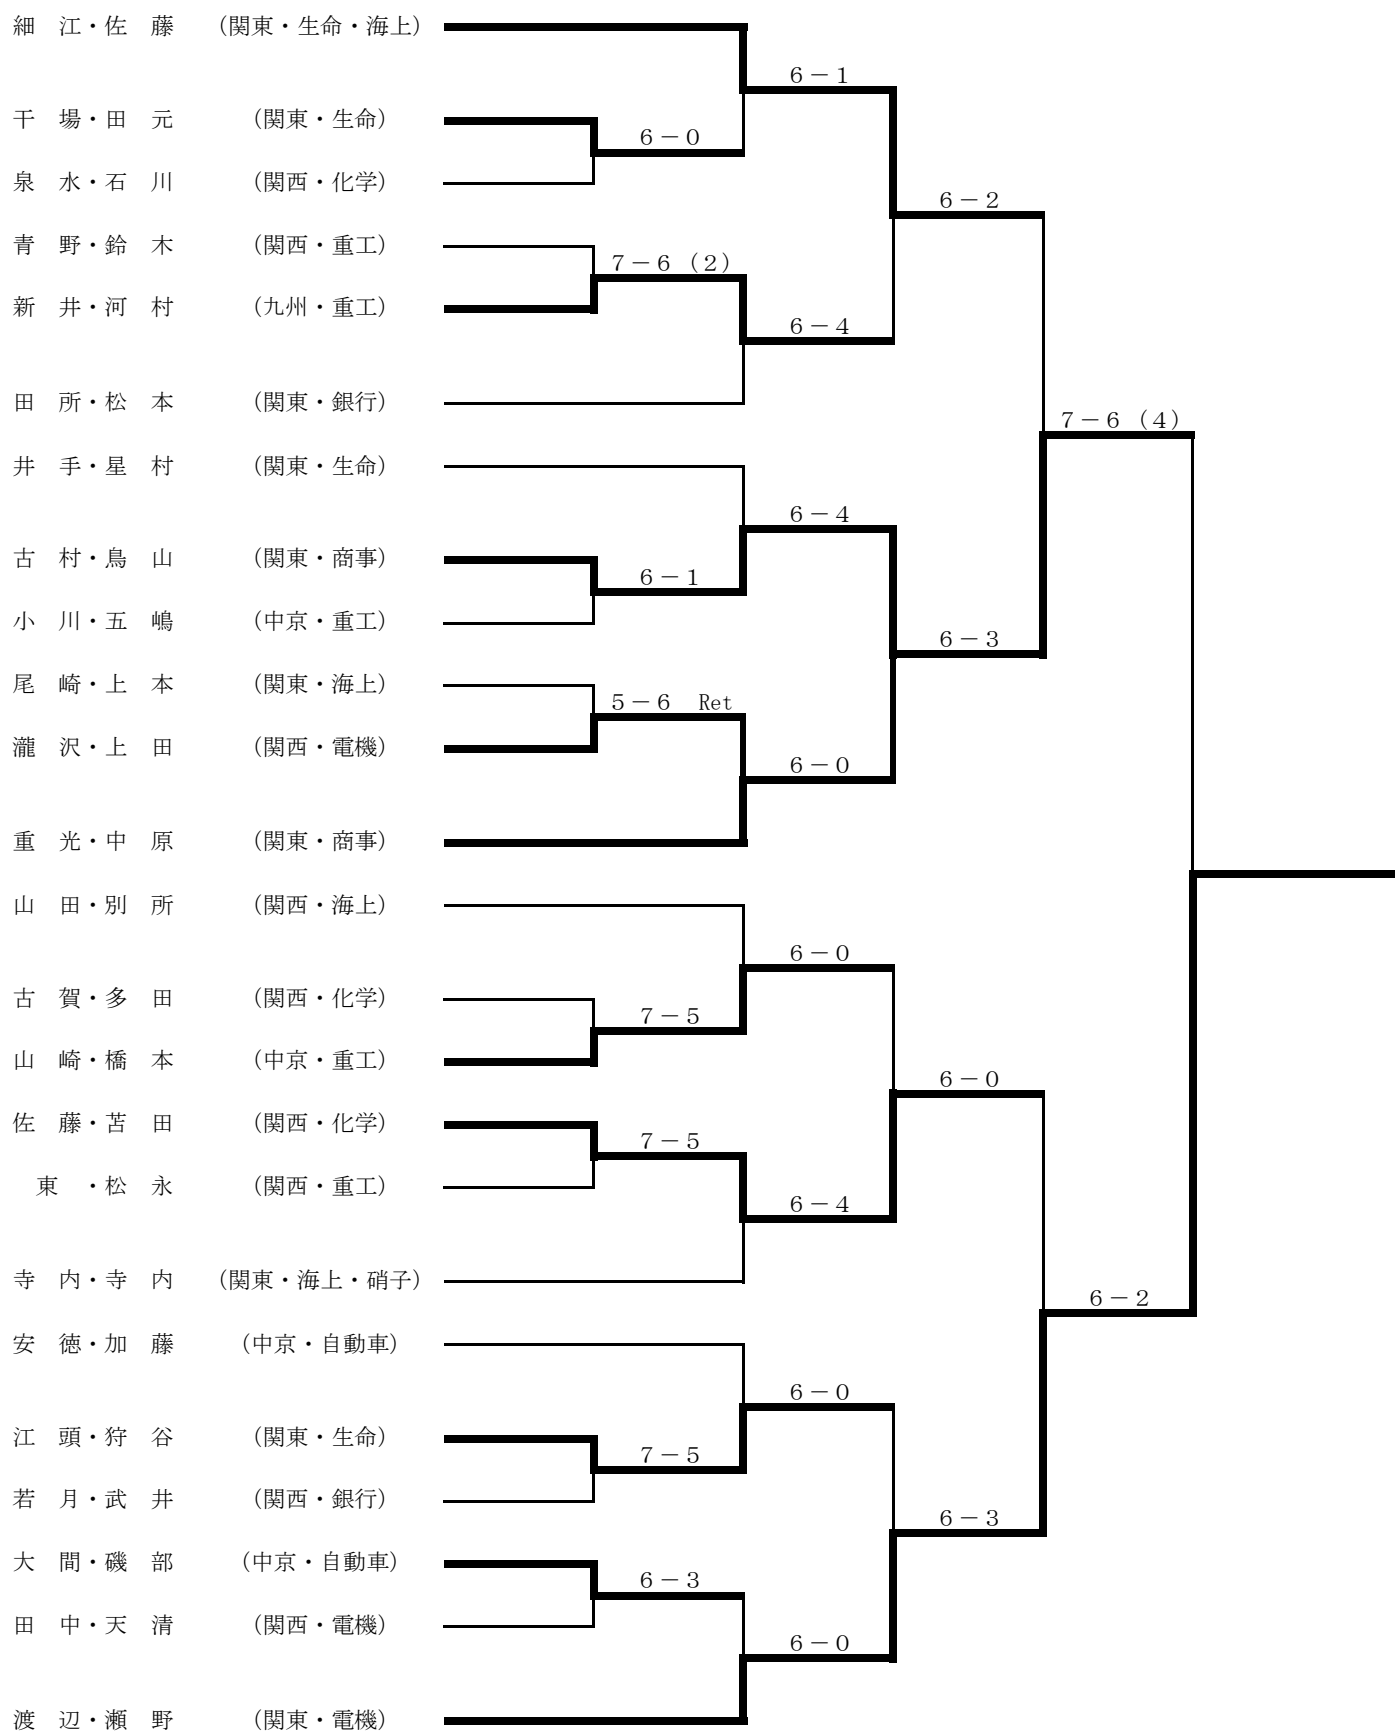 細　江・佐　藤　（関東・生命・海上）
６－１
干　場・田　元　（関東・生命）
６－０
泉　水・石　川　（関西・化学）
６－２
青　野・鈴　木　（関西・重工）
７－６（２）
新　井・河　村　（九州・重工）
６－４
田　所・松　本　（関東・銀行）
７－６（４）
井　手・星　村　（関東・生命）
６－４
古　村・鳥　山　（関東・商事）
６－１
小　川・五　嶋　（中京・重工）
６－３
尾　崎・上　本　（関東・海上）
５－６　Ret
瀧　沢・上　田　（関西・電機）
６－０
重　光・中　原　（関東・商事）
山　田・別　所　（関西・海上）
６－０
古　賀・多　田　（関西・化学）
７－５
山　崎・橋　本　（中京・重工）
６－０
佐　藤・苫　田　（関西・化学）
７－５
東　・松　永　（関西・重工）
６－４
寺　内・寺　内　（関東・海上・硝子）
６－２
安　徳・加　藤　（中京・自動車）
６－０
江　頭・狩　谷　（関東・生命）
７－５
若　月・武　井　（関西・銀行）
６－３
大　間・磯　部　（中京・自動車）
６－３
田　中・天　清　（関西・電機）
６－０
渡　辺・瀬　野　（関東・電機）